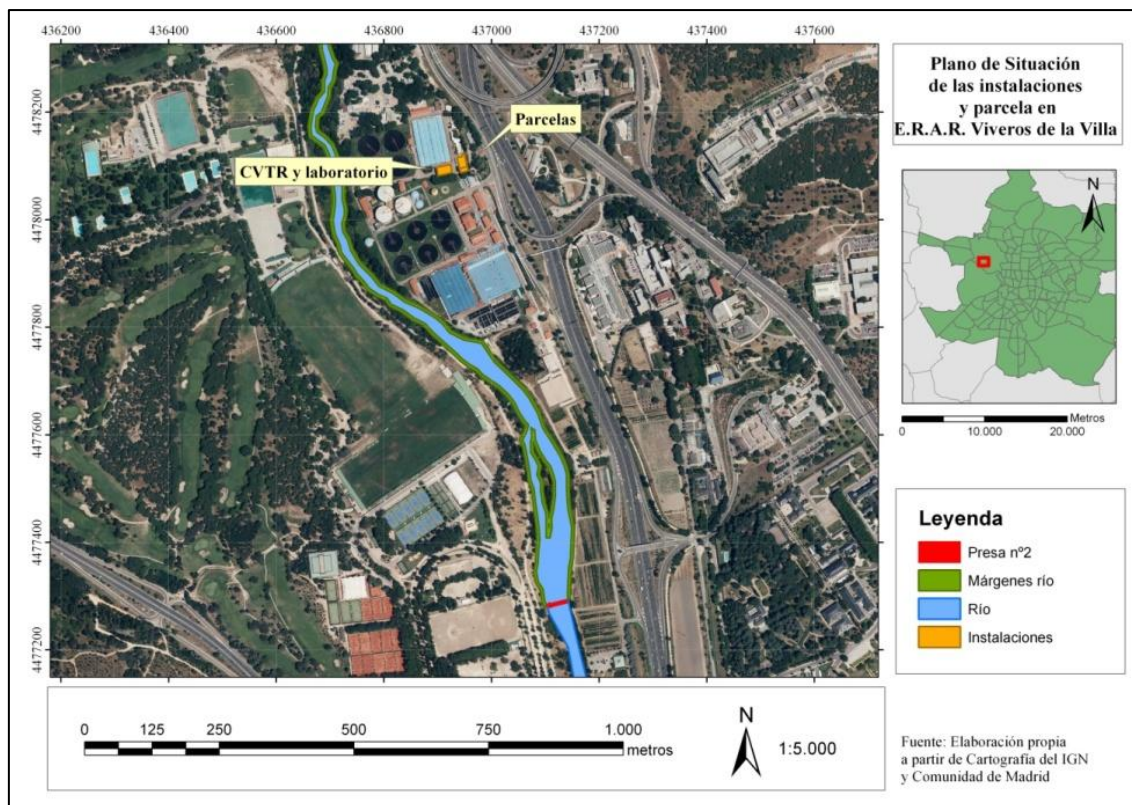 436200 436400 436600 436800 437000 437200 437400 437600
4478200
4478000
4477800
4477600
4477400
4477200
Parcelas
CVTR y laboratorio
Plano de Situación
de las instalaciones
y parcela en
E.R.A.R. Viveros de la Villa
N
Metros
0 10.000 20.000
Leyenda
Presa nº2
Márgenes río
Río
Instalaciones
0 125 250 500 750 1.000
metros
N
1:5.000
Fuente: Elaboración propia
a partir de Cartografía del IGN
y Comunidad de Madrid